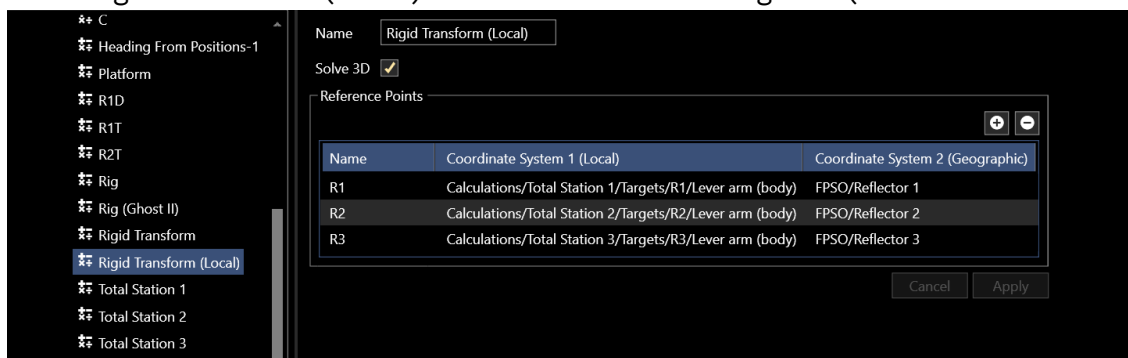 C
Heading From Positions-1
Platform
R1D
R1T
R2T
Rig
Rig (Ghost II)
Rigid Transform
Rigid Transform (Local)
Total Station 1
Total Station 2
Total Station 3
Name Rigid Transform (Local)
Solve 3D
Reference Points
Name Coordinate System 1 (Local) Coordinate System 2 (Geographic)
R1 Calculations/Total Station 1/Targets/R1/Lever arm (body) FPSO/Reflector 1
R2 Calculations/Total Station 2/Targets/R2/Lever arm (body) FPSO/Reflector 2
R3 Calculations/Total Station 3/Targets/R3/Lever arm (body) FPSO/Reflector 3
Cancel Apply